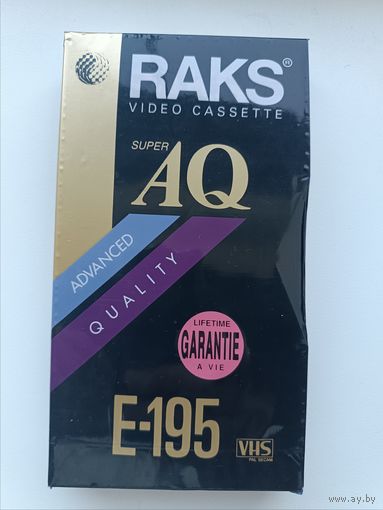 RAKS®
VIDEO CASSETTE
SUPER
AQ
ADVANCED
QUALITY
LIFETIME
GARANTIE
A VIE
E-195
VHS
PAL SECAM
www.ay.by